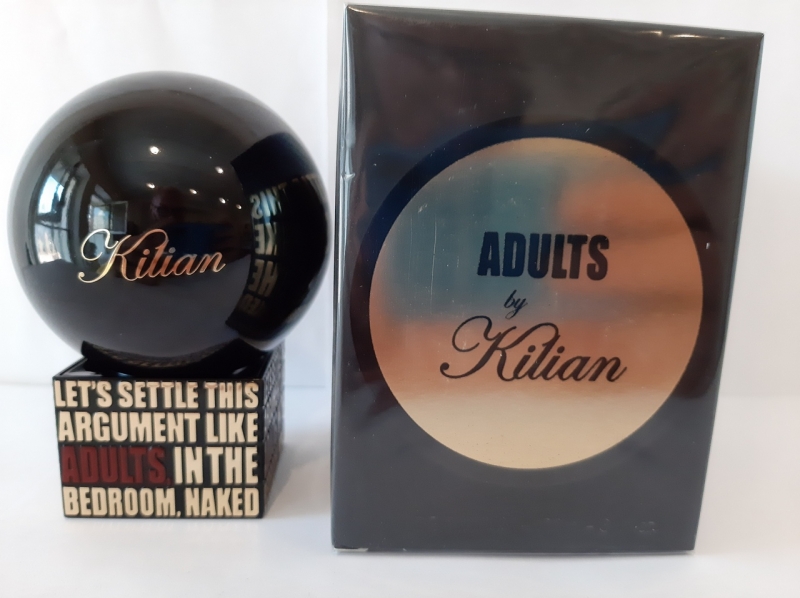 Kilian
LET'S SETTLE THIS
ARGUMENT LIKE
ADULTS, IN THE
BEDROOM, NAKED
ADULTS
by
Kilian